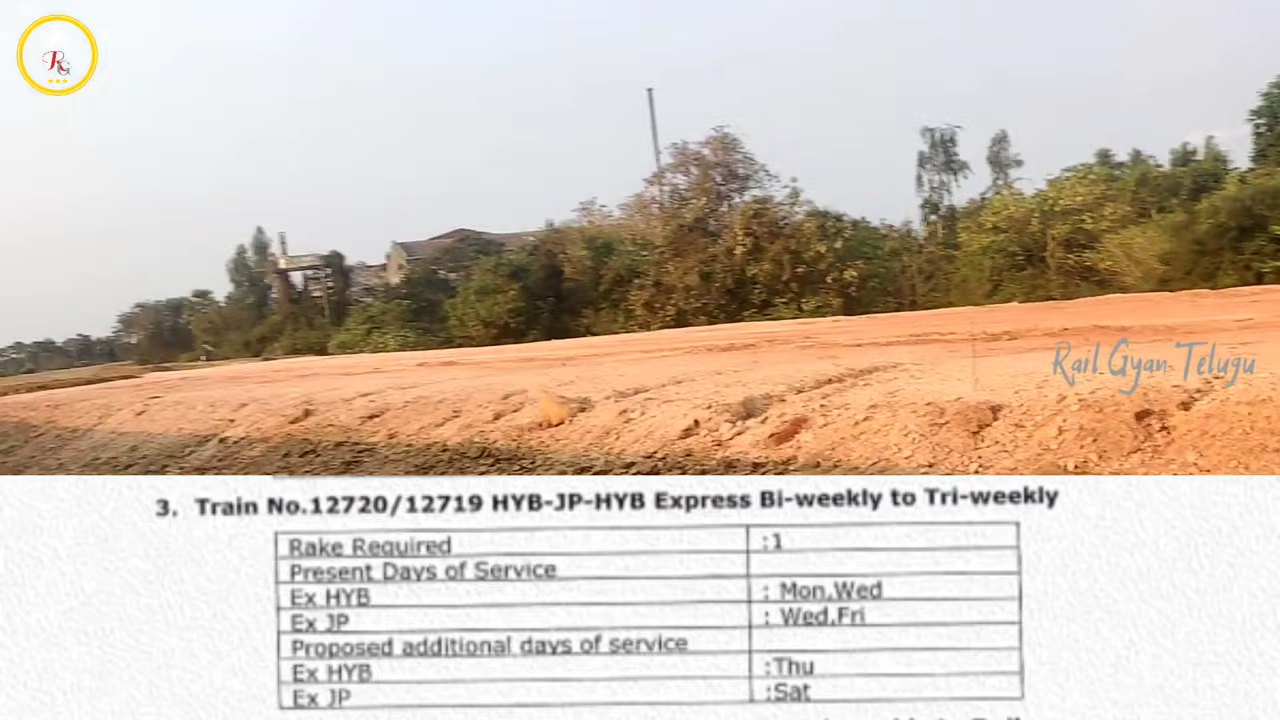 RG
Rail Gyan Telugu
3. Train No.12720/12719 HYB-JP-HYB Express Bi-weekly to Tri-weekly
Rake Required :1
Present Days of Service
Ex HYB : Mon,Wed
Ex JP : Wed,Fri
Proposed additional days of service
Ex HYB :Thu
Ex JP :Sat